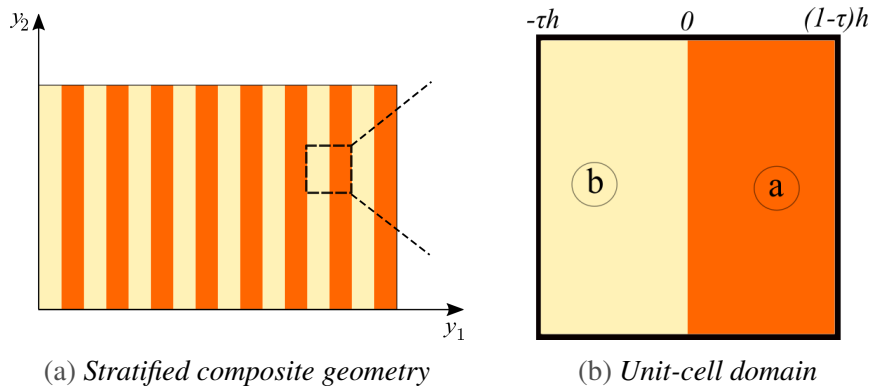 y₂
y₁
(a) Stratified composite geometry
-τh 0 (1-τ)h
b a
(b) Unit-cell domain